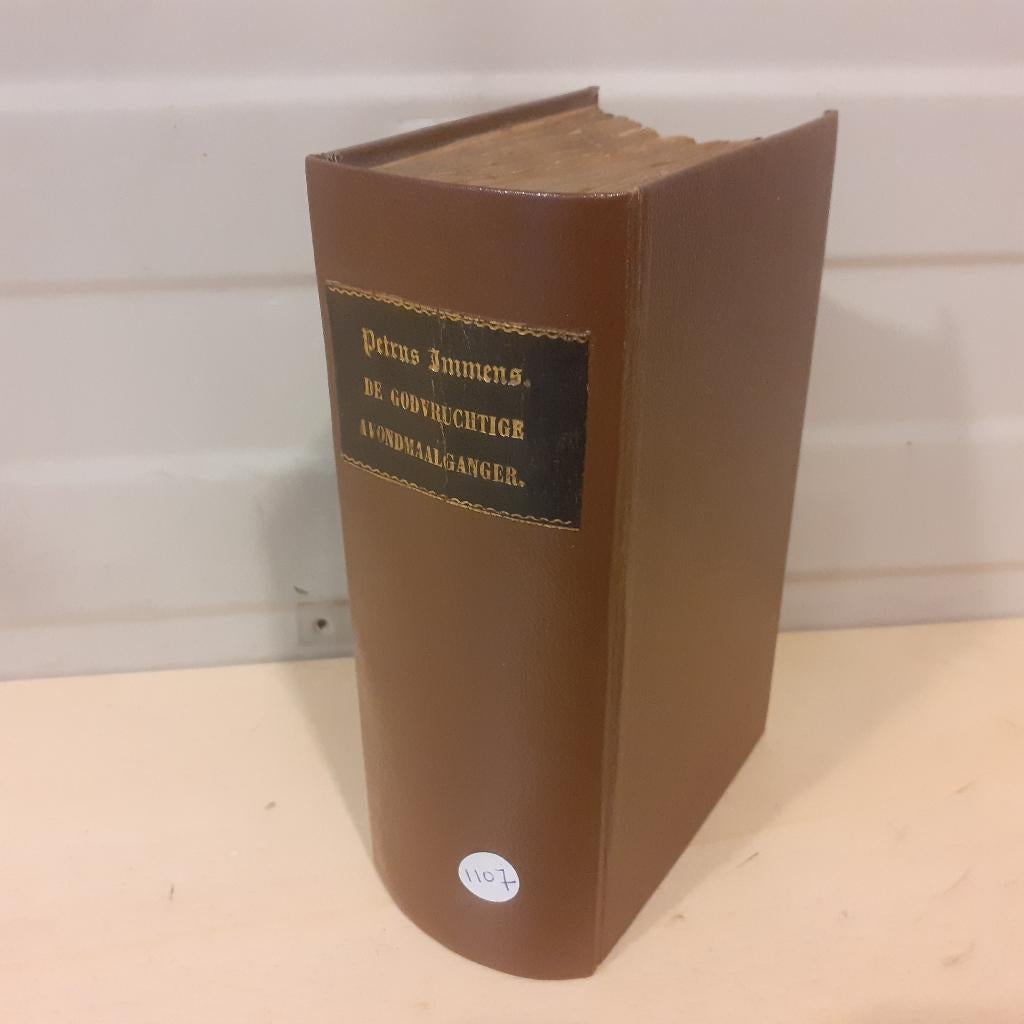 Petrus Immens.
DE GODVRUCHTIGE
AVONDMAALGANGER.
1107